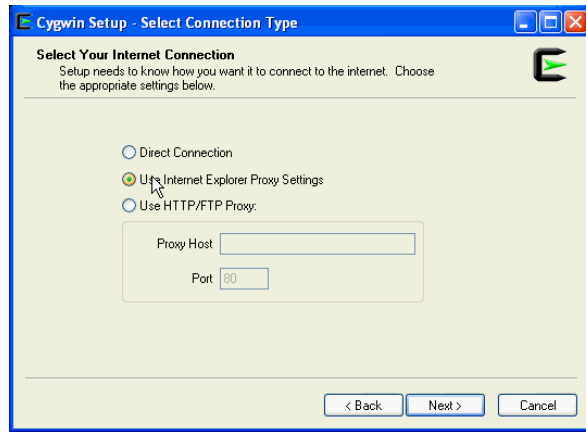 Cygwin Setup - Select Connection Type
Select Your Internet Connection
Setup needs to know how you want it to connect to the internet. Choose
the appropriate settings below.
Direct Connection
Use Internet Explorer Proxy Settings
Use HTTP/FTP Proxy:
Proxy Host
Port 80
< Back Next > Cancel